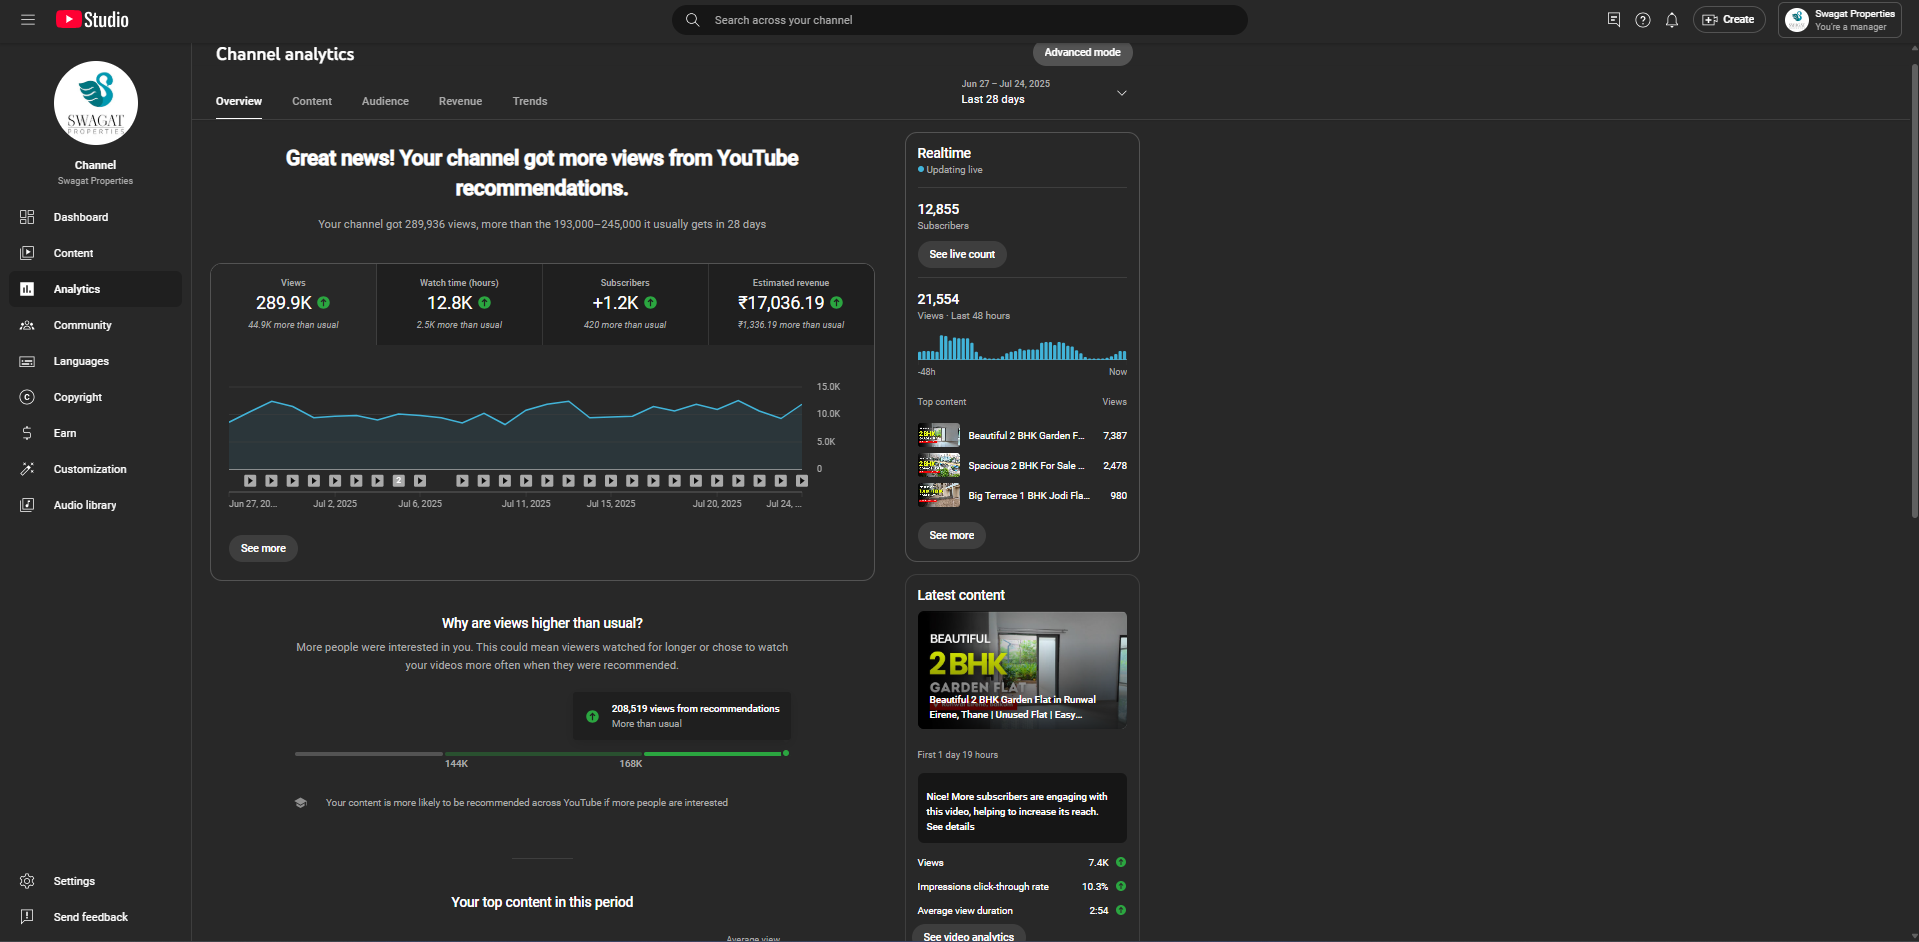 Studio
Search across your channel
Create
Swagat Properties
You're a manager
SWAGAT
PROPERTIES
Channel
Swagat Properties
Dashboard
Content
Analytics
Community
Languages
Copyright
Earn
Customization
Audio library
Settings
Send feedback
Channel analytics
Advanced mode
Overview
Content
Audience
Revenue
Trends
Jun 27 – Jul 24, 2025
Last 28 days
Great news! Your channel got more views from YouTube
recommendations.
Your channel got 289,936 views, more than the 193,000–245,000 it usually gets in 28 days
Views
289.9K
44.9K more than usual
Watch time (hours)
12.8K
2.5K more than usual
Subscribers
+1.2K
420 more than usual
Estimated revenue
₹17,036.19
₹1,336.19 more than usual
15.0K
10.0K
5.0K
0
2
Jun 27, 20...
Jul 2, 2025
Jul 6, 2025
Jul 11, 2025
Jul 15, 2025
Jul 20, 2025
Jul 24, ...
See more
Why are views higher than usual?
More people were interested in you. This could mean viewers watched for longer or chose to watch
your videos more often when they were recommended.
208,519 views from recommendations
More than usual
144K
168K
Your content is more likely to be recommended across YouTube if more people are interested
Your top content in this period
Average view
Realtime
Updating live
12,855
Subscribers
See live count
21,554
Views · Last 48 hours
-48h
Now
Top content
Views
2 BHK
Beautiful 2 BHK Garden F...
7,387
2 BHK
Spacious 2 BHK For Sale ...
2,478
Big Terrace 1 BHK Jodi Fla...
980
See more
Latest content
BEAUTIFUL
2 BHK
GARDEN FLAT
Beautiful 2 BHK Garden Flat in Runwal
Eirene, Thane | Unused Flat | Easy...
First 1 day 19 hours
Nice! More subscribers are engaging with
this video, helping to increase its reach.
See details
Views
7.4K
Impressions click-through rate
10.3%
Average view duration
2:54
See video analytics